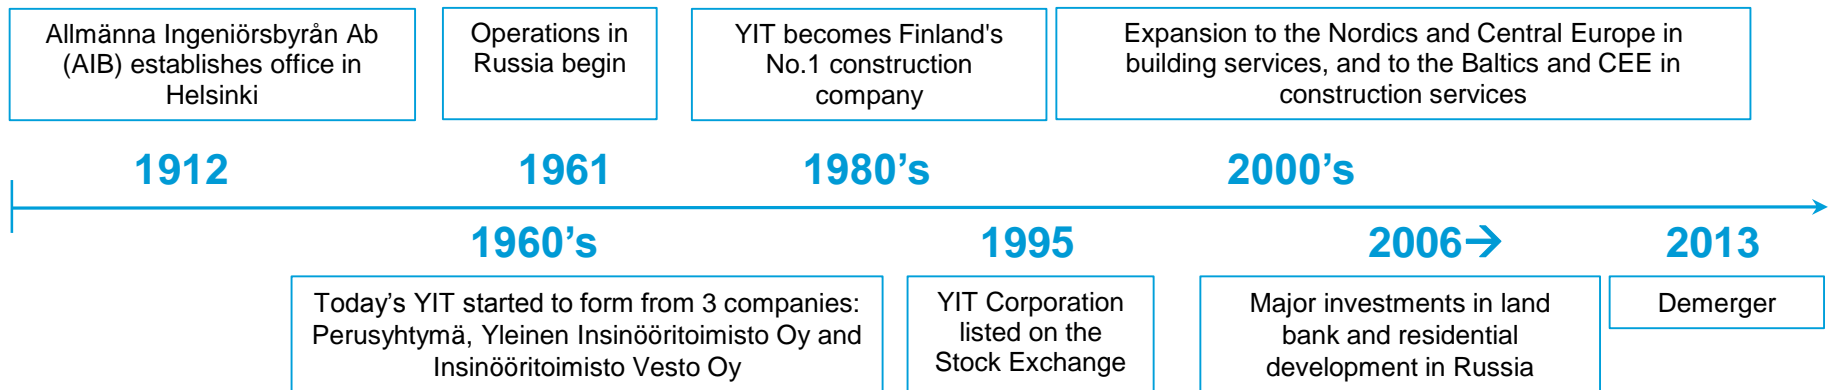 Allmänna Ingeniörsbyrån Ab
(AIB) establishes office in
Helsinki
Operations in
Russia begin
YIT becomes Finland's
No.1 construction
company
Expansion to the Nordics and Central Europe in
building services, and to the Baltics and CEE in
construction services
1912
1961
1980’s
2000’s
1960’s
1995
2006→
2013
Today’s YIT started to form from 3 companies:
Perusyhtymä, Yleinen Insinööritoimisto Oy and
Insinööritoimisto Vesto Oy
YIT Corporation
listed on the
Stock Exchange
Major investments in land
bank and residential
development in Russia
Demerger